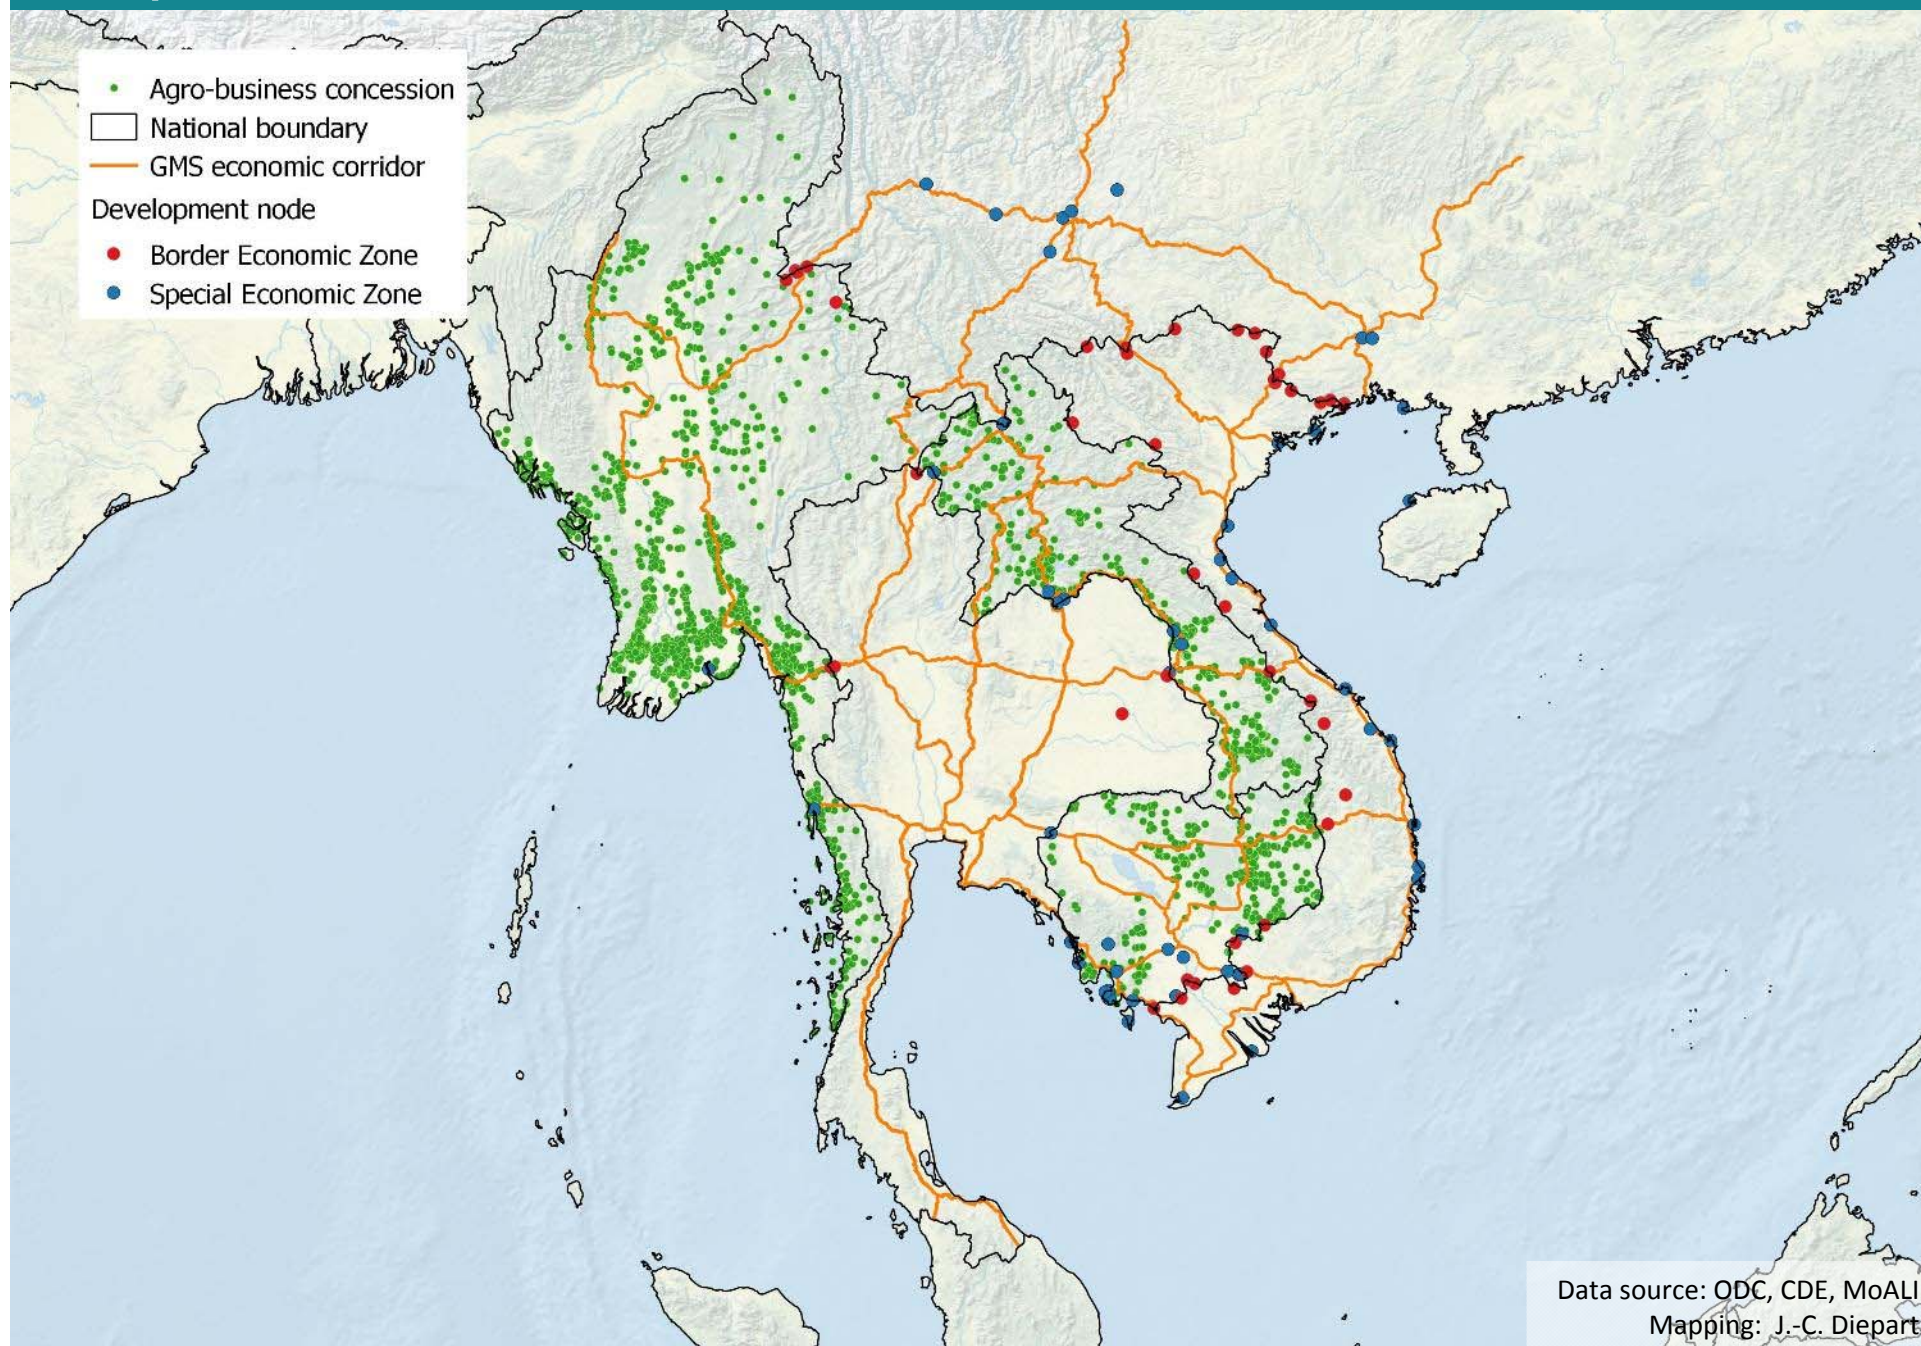 Agro-business concession
National boundary
GMS economic corridor
Development node
Border Economic Zone
Special Economic Zone
Data source: ODC, CDE, MoALI
Mapping: J.-C. Diepart